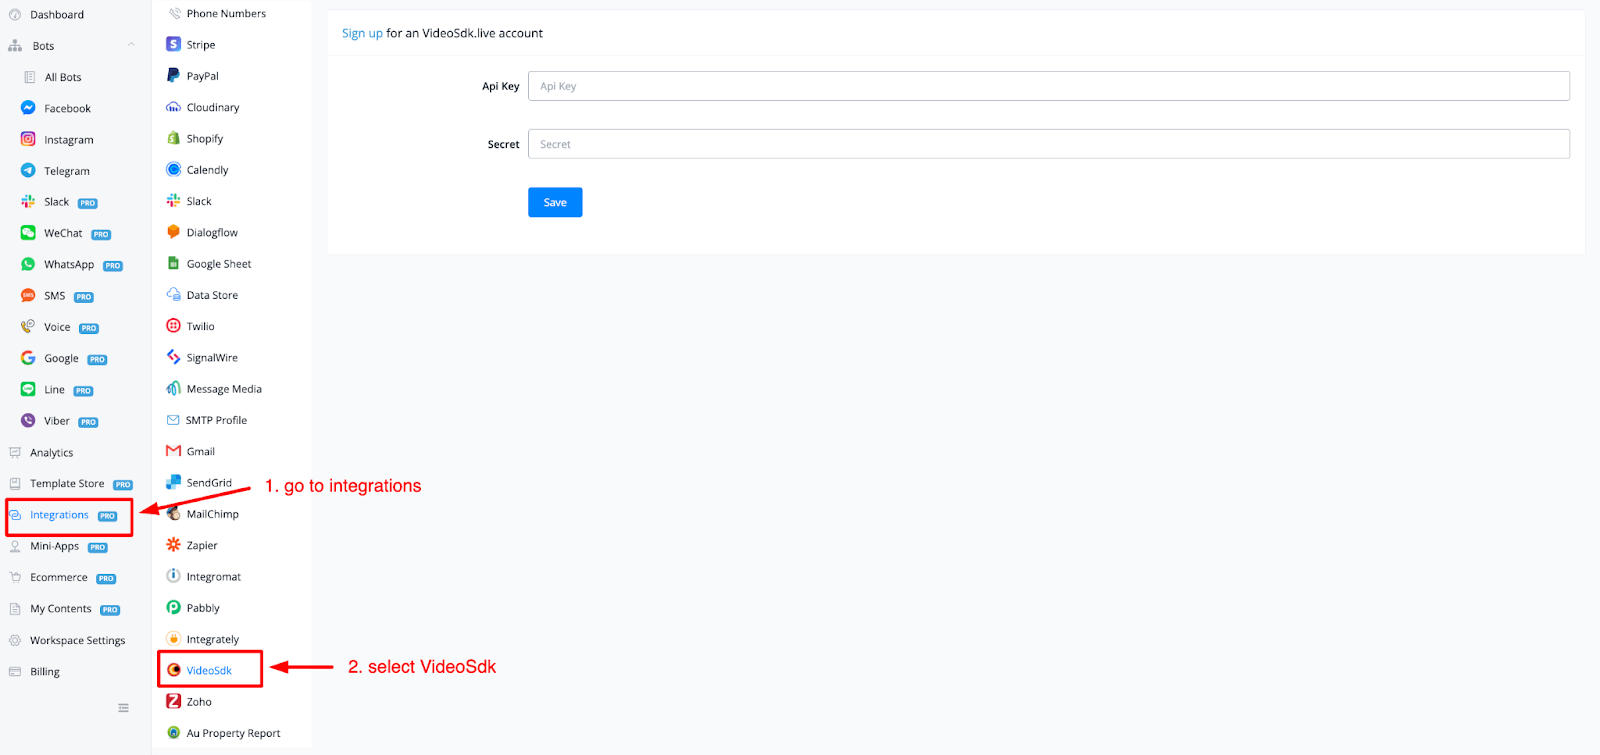 Dashboard
Bots
All Bots
Facebook
Instagram
Telegram
Slack PRO
WeChat PRO
WhatsApp PRO
SMS PRO
Voice PRO
Google PRO
Line PRO
Viber PRO
Analytics
Template Store PRO
Integrations PRO
Mini-Apps PRO
Ecommerce PRO
My Contents PRO
Workspace Settings
Billing
Phone Numbers
Stripe
PayPal
Cloudinary
Shopify
Calendly
Slack
Dialogflow
Google Sheet
Data Store
Twilio
SignalWire
Message Media
SMTP Profile
Gmail
SendGrid
MailChimp
Zapier
Integromat
Pabbly
Integrately
VideoSdk
Zoho
Au Property Report
Sign up for an VideoSdk.live account
Api Key Api Key
Secret Secret
Save
1. go to integrations
2. select VideoSdk